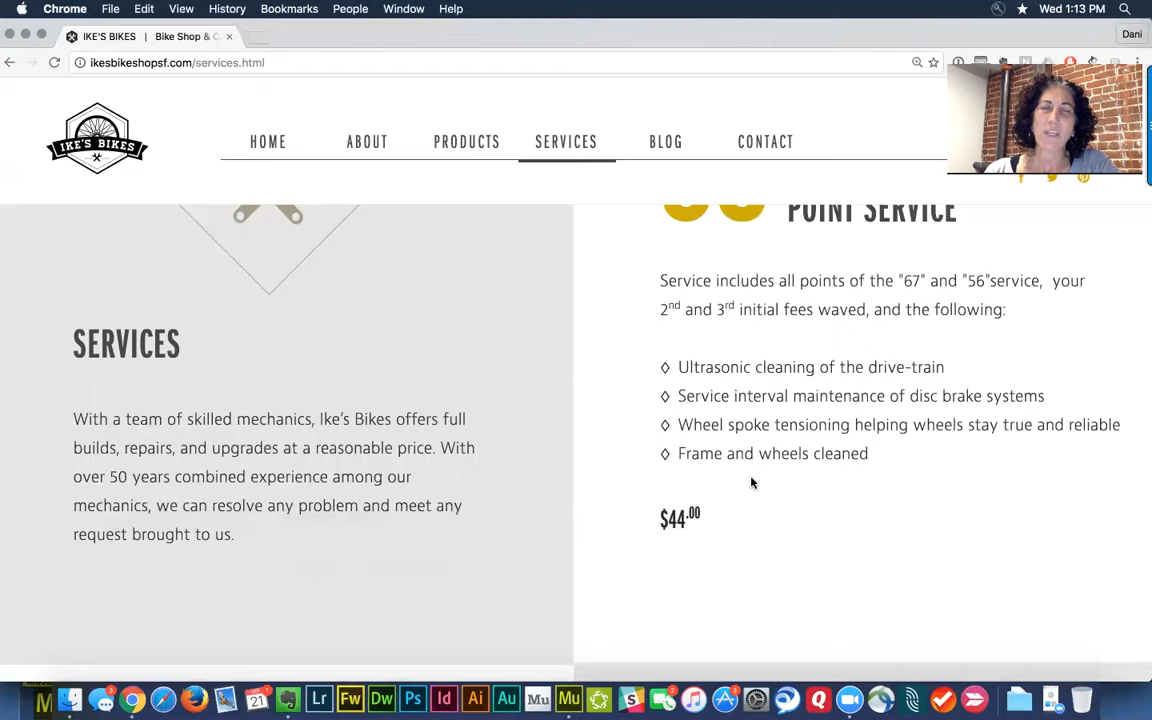 Chrome File Edit View History Bookmarks People Window Help Wed 1:13 PM
IKE'S BIKES | Bike Shop & C Dani
ikesbikeshopsf.com/services.html
IKE'S BIKES
HOME ABOUT PRODUCTS SERVICES BLOG CONTACT
POINT SERVICE
Service includes all points of the "67" and "56"service, your
2nd and 3rd initial fees waved, and the following:
◊ Ultrasonic cleaning of the drive-train
◊ Service interval maintenance of disc brake systems
◊ Wheel spoke tensioning helping wheels stay true and reliable
◊ Frame and wheels cleaned
$44.00
SERVICES
With a team of skilled mechanics, Ike's Bikes offers full
builds, repairs, and upgrades at a reasonable price. With
over 50 years combined experience among our
mechanics, we can resolve any problem and meet any
request brought to us.
M 3 21 Lr Fw Dw Ps Id Ai Au Mu Mu 3 Q